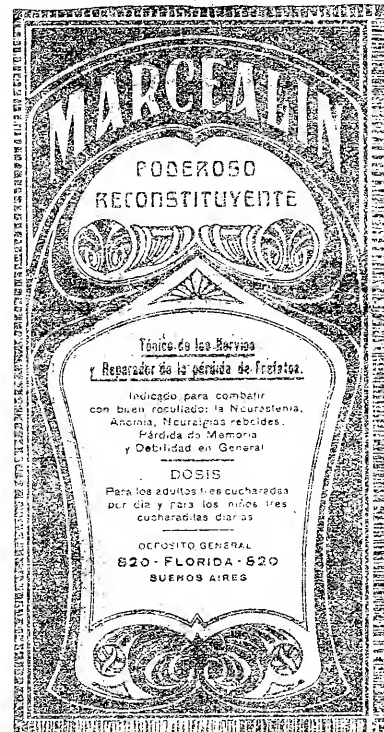 MARCEALIN
PODEROSO
RECONSTITUYENTE
Tónico de los Nervios
y Reparador de la pérdida de Fosfatos.
Indicado para combatir
con buen resultado: la Neurastenia,
Anemia, Neuralgias rebeldes,
Pérdida de Memoria
y Debilidad en General
DOSIS
Para los adultos tres cucharadas
por día y para los niños tres
cucharaditas diarias
DEPOSITO GENERAL
820 - FLORIDA - 820
BUENOS AIRES